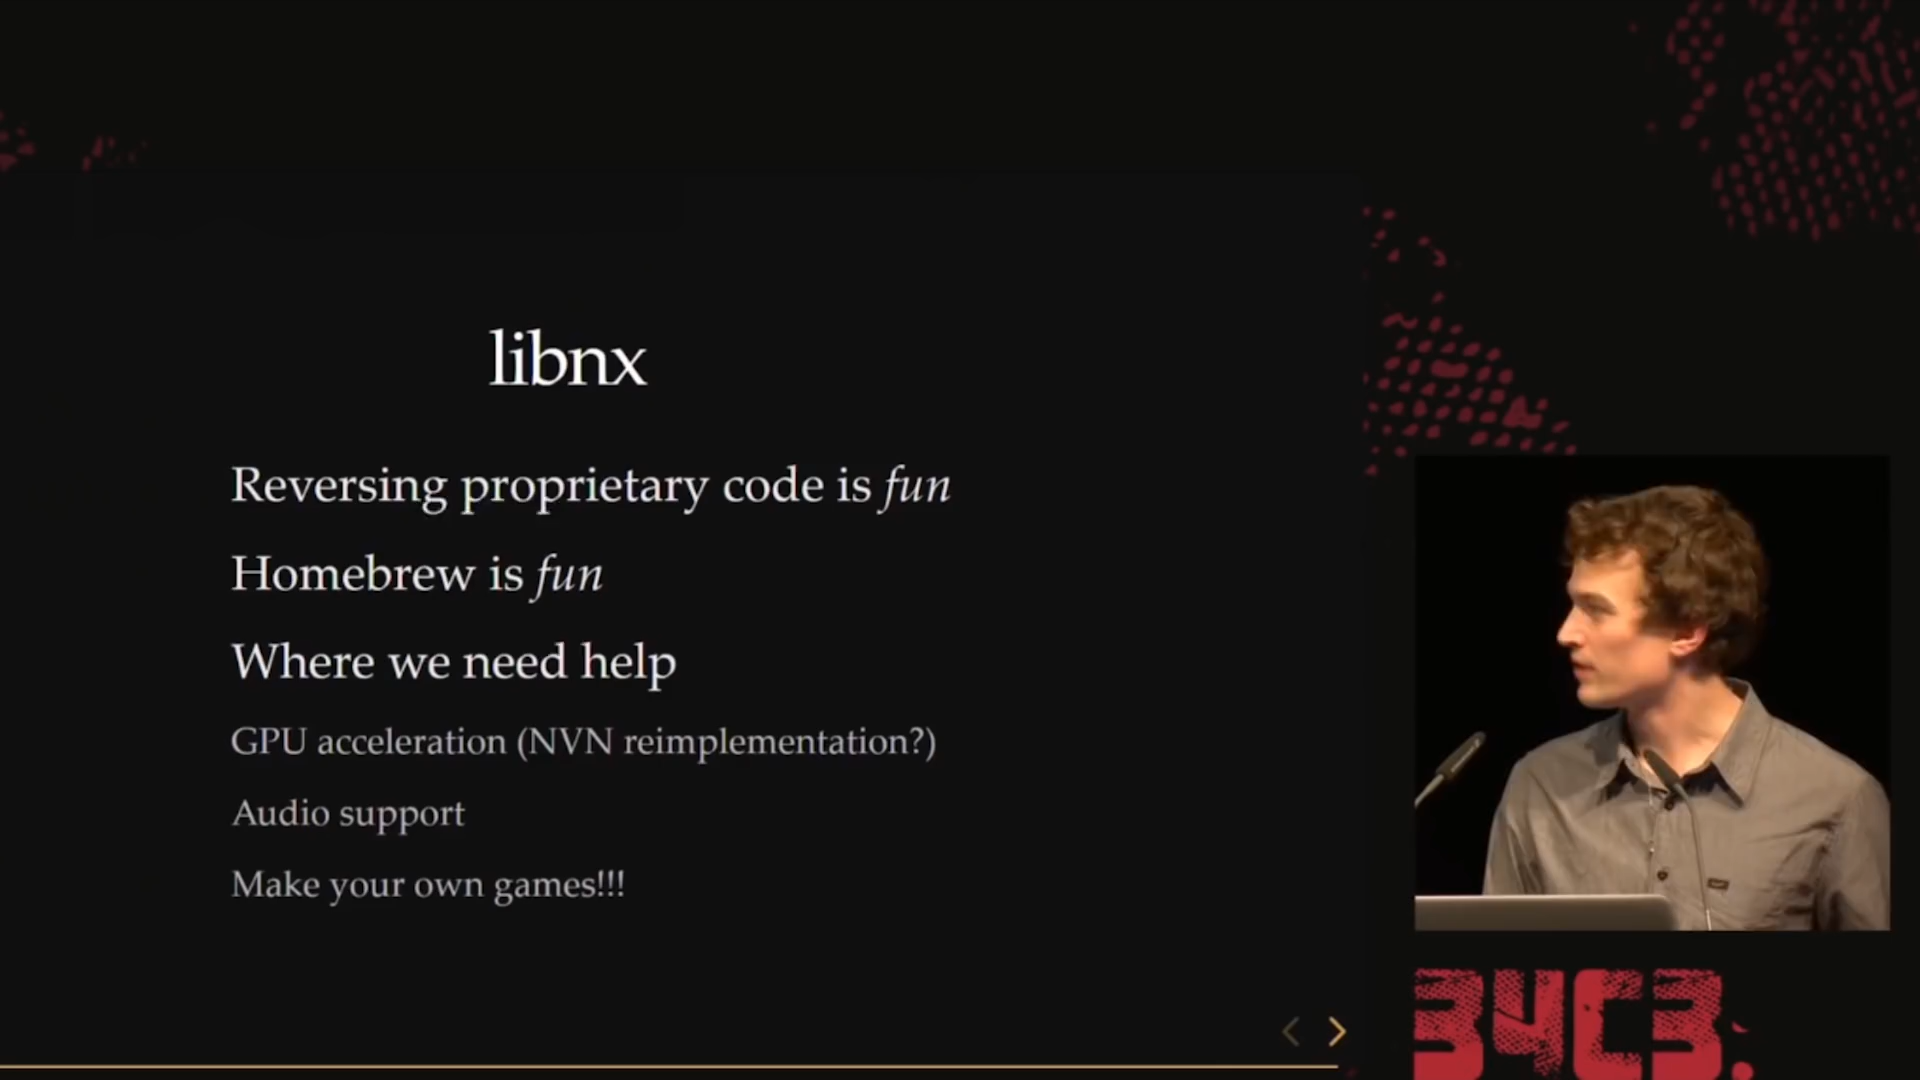 libnx
Reversing proprietary code is fun
Homebrew is fun
Where we need help
GPU acceleration (NVN reimplementation?)
Audio support
Make your own games!!!
34C3